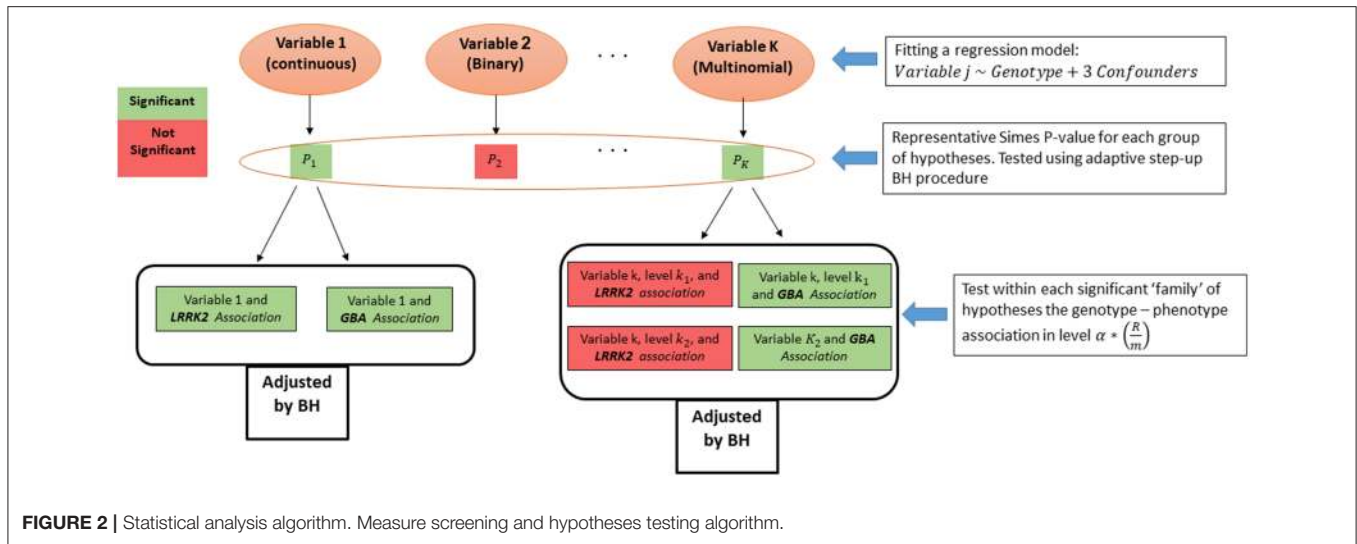 Variable 1
(continuous)
Variable 2
(Binary)
. . .
Variable K
(Multinomial)
Fitting a regression model:
Variable j ~ Genotype + 3 Confounders
Significant
Not
Significant
P₁
P₂
. . .
P_K
Representative Simes P-value for each group
of hypotheses. Tested using adaptive step-up
BH procedure
Variable 1 and
LRRK2 Association
Variable 1 and
GBA Association
Adjusted
by BH
Variable k, level k₁, and
LRRK2 association
Variable k, level k₁
and GBA Association
Variable k, level k₂, and
LRRK2 association
Variable K₂ and GBA
Association
Adjusted
by BH
Test within each significant 'family' of
hypotheses the genotype – phenotype
association in level α * (R/m)
FIGURE 2 | Statistical analysis algorithm. Measure screening and hypotheses testing algorithm.